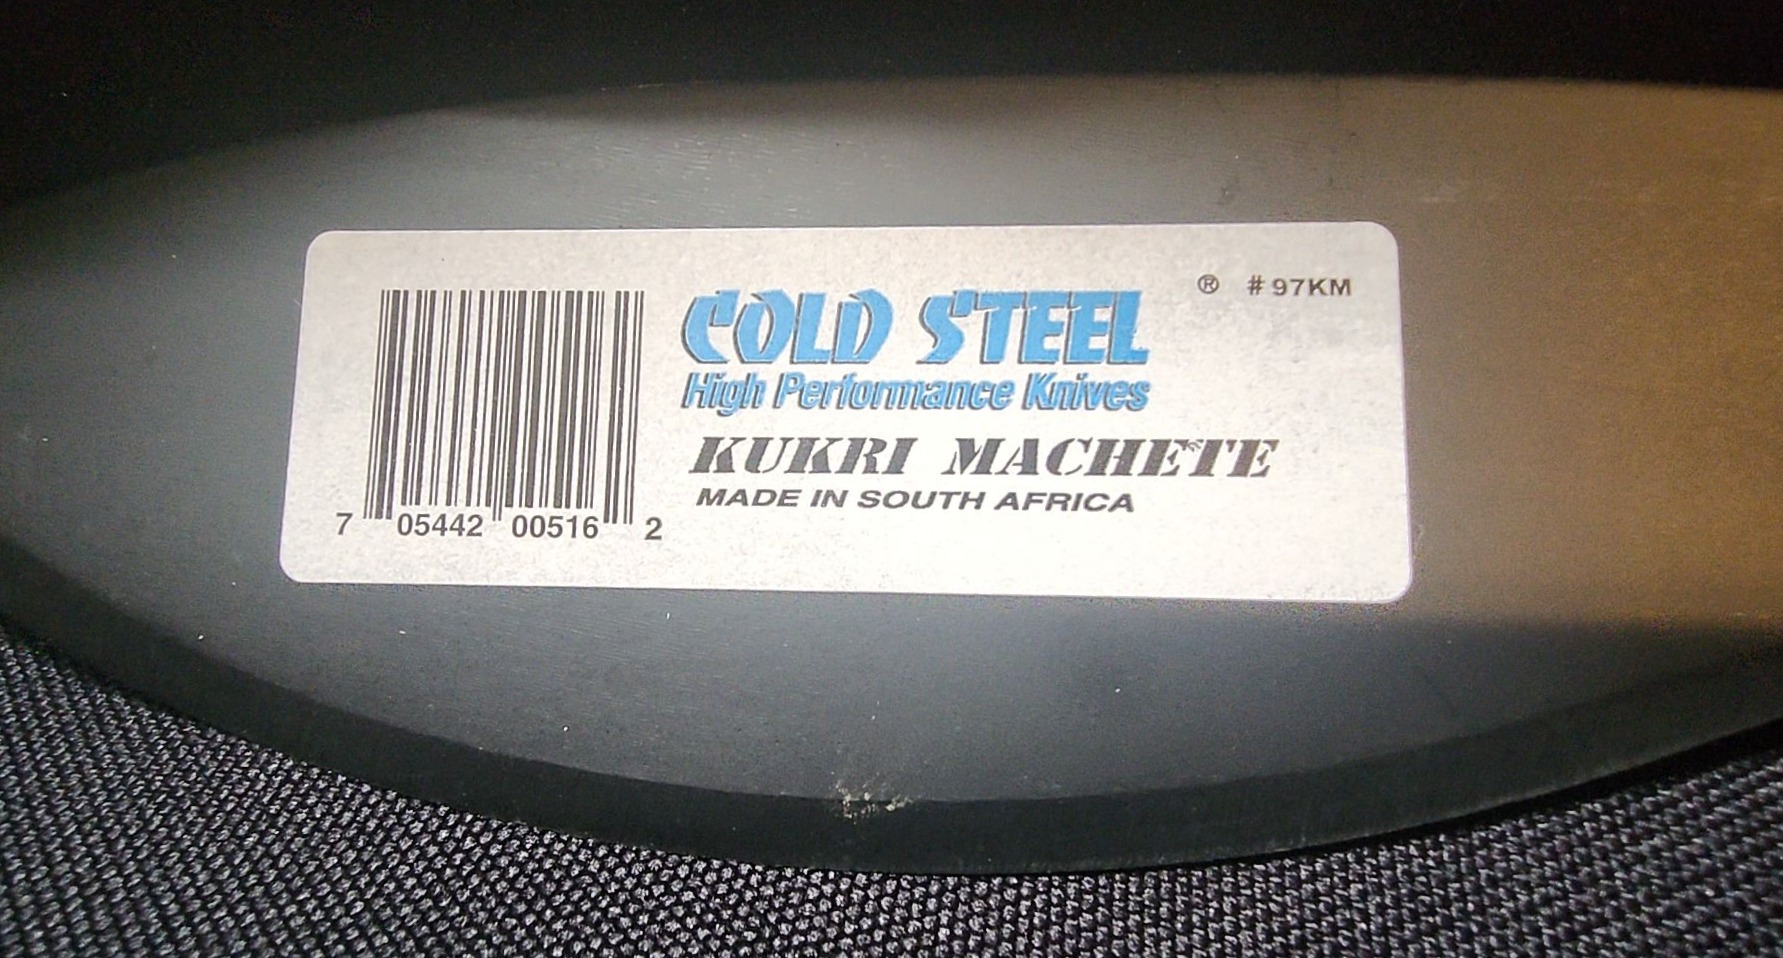 ® #97KM
COLD STEEL
High Performance Knives
KUKRI MACHETE
MADE IN SOUTH AFRICA
7 05442 00516 2